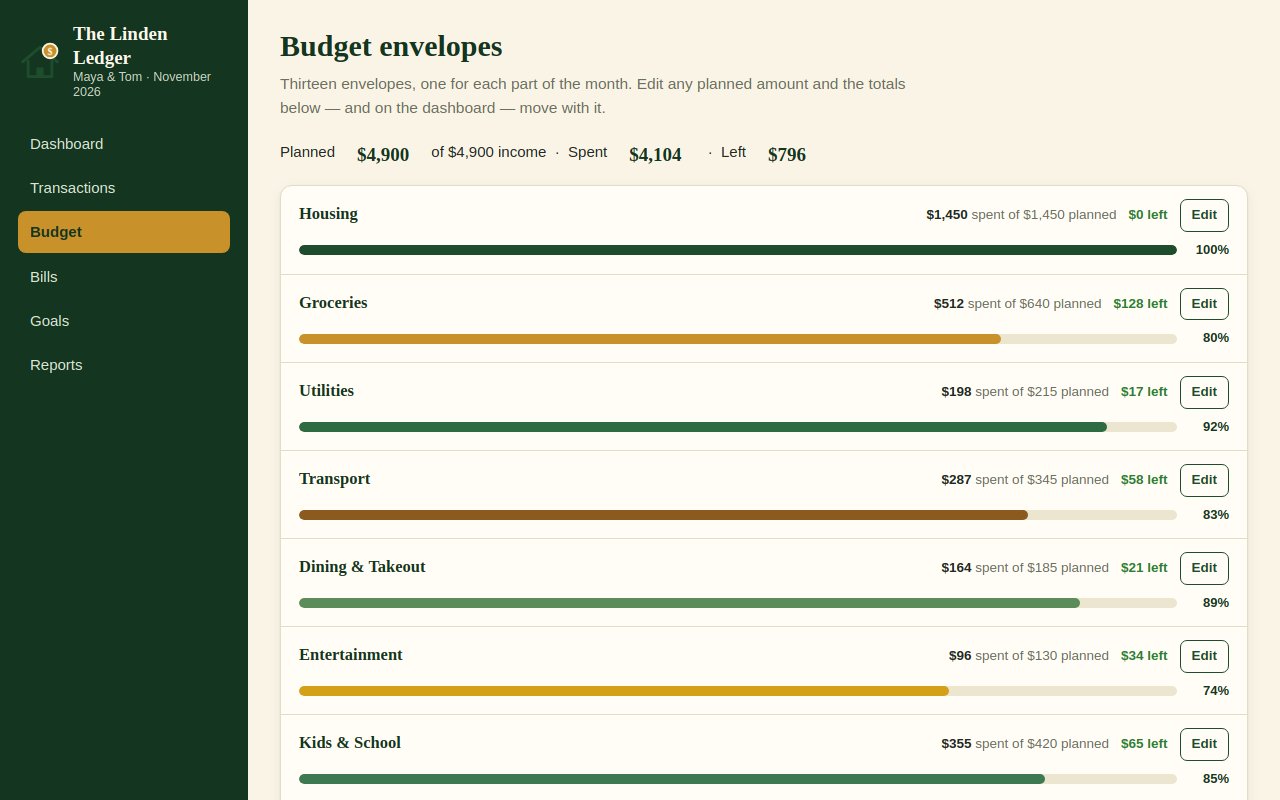 The Linden
Ledger
Maya & Tom · November
2026
$
Dashboard
Transactions
Budget
Bills
Goals
Reports
Budget envelopes
Thirteen envelopes, one for each part of the month. Edit any planned amount and the totals
below — and on the dashboard — move with it.
Planned $4,900 of $4,900 income · Spent $4,104 · Left $796
Housing $1,450 spent of $1,450 planned $0 left Edit
100%
Groceries $512 spent of $640 planned $128 left Edit
80%
Utilities $198 spent of $215 planned $17 left Edit
92%
Transport $287 spent of $345 planned $58 left Edit
83%
Dining & Takeout $164 spent of $185 planned $21 left Edit
89%
Entertainment $96 spent of $130 planned $34 left Edit
74%
Kids & School $355 spent of $420 planned $65 left Edit
85%